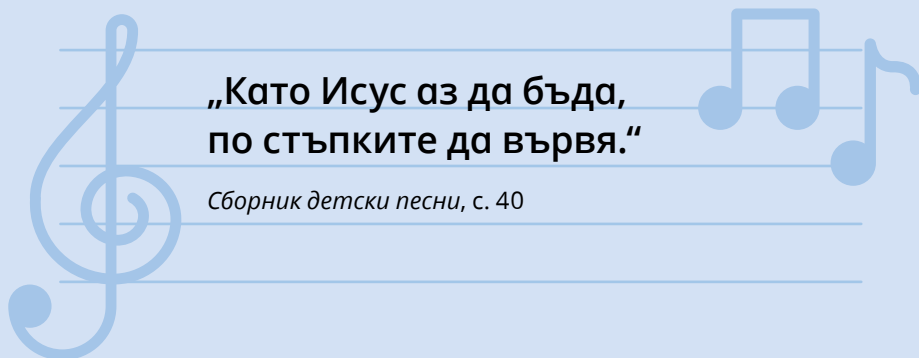 „Като Исус аз да бъда,
по стъпките да вървя.“
Сборник детски песни, с. 40